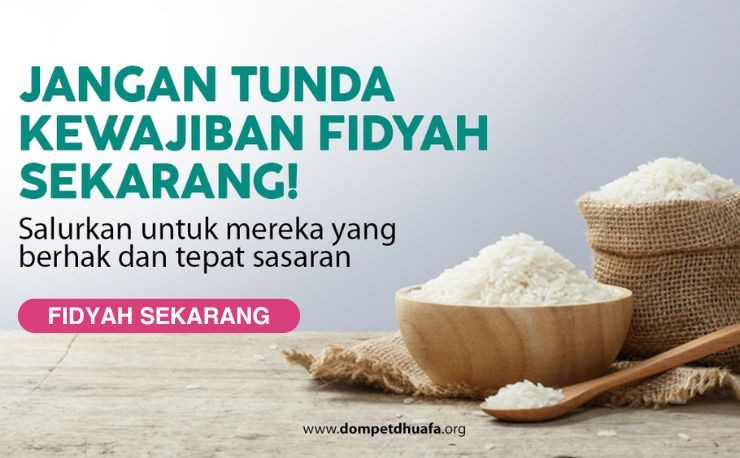 JANGAN TUNDA
KEWAJIBAN FIDYAH
SEKARANG!
Salurkan untuk mereka yang
berhak dan tepat sasaran
FIDYAH SEKARANG
www.dompetdhuafa.org